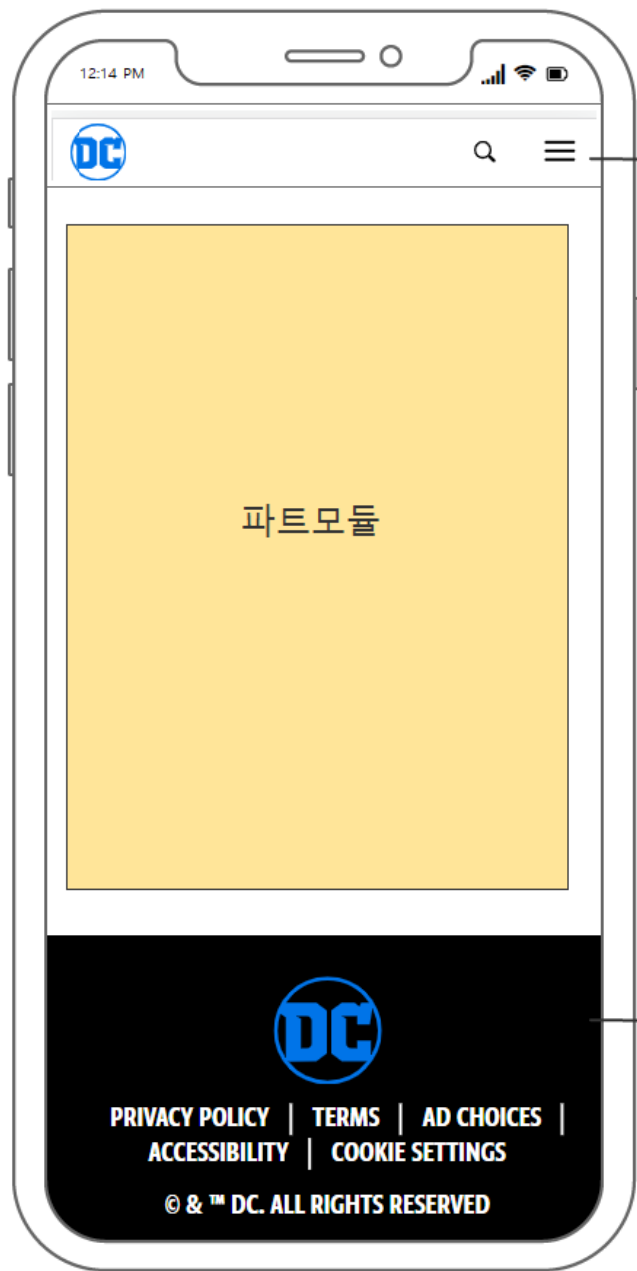 12:14 PM
DC
파트모듈
DC
PRIVACY POLICY | TERMS | AD CHOICES |
ACCESSIBILITY | COOKIE SETTINGS
© & ™ DC. ALL RIGHTS RESERVED